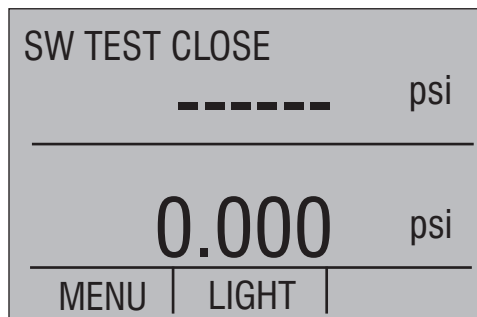 SW TEST CLOSE
------ psi
0.000 psi
MENU LIGHT